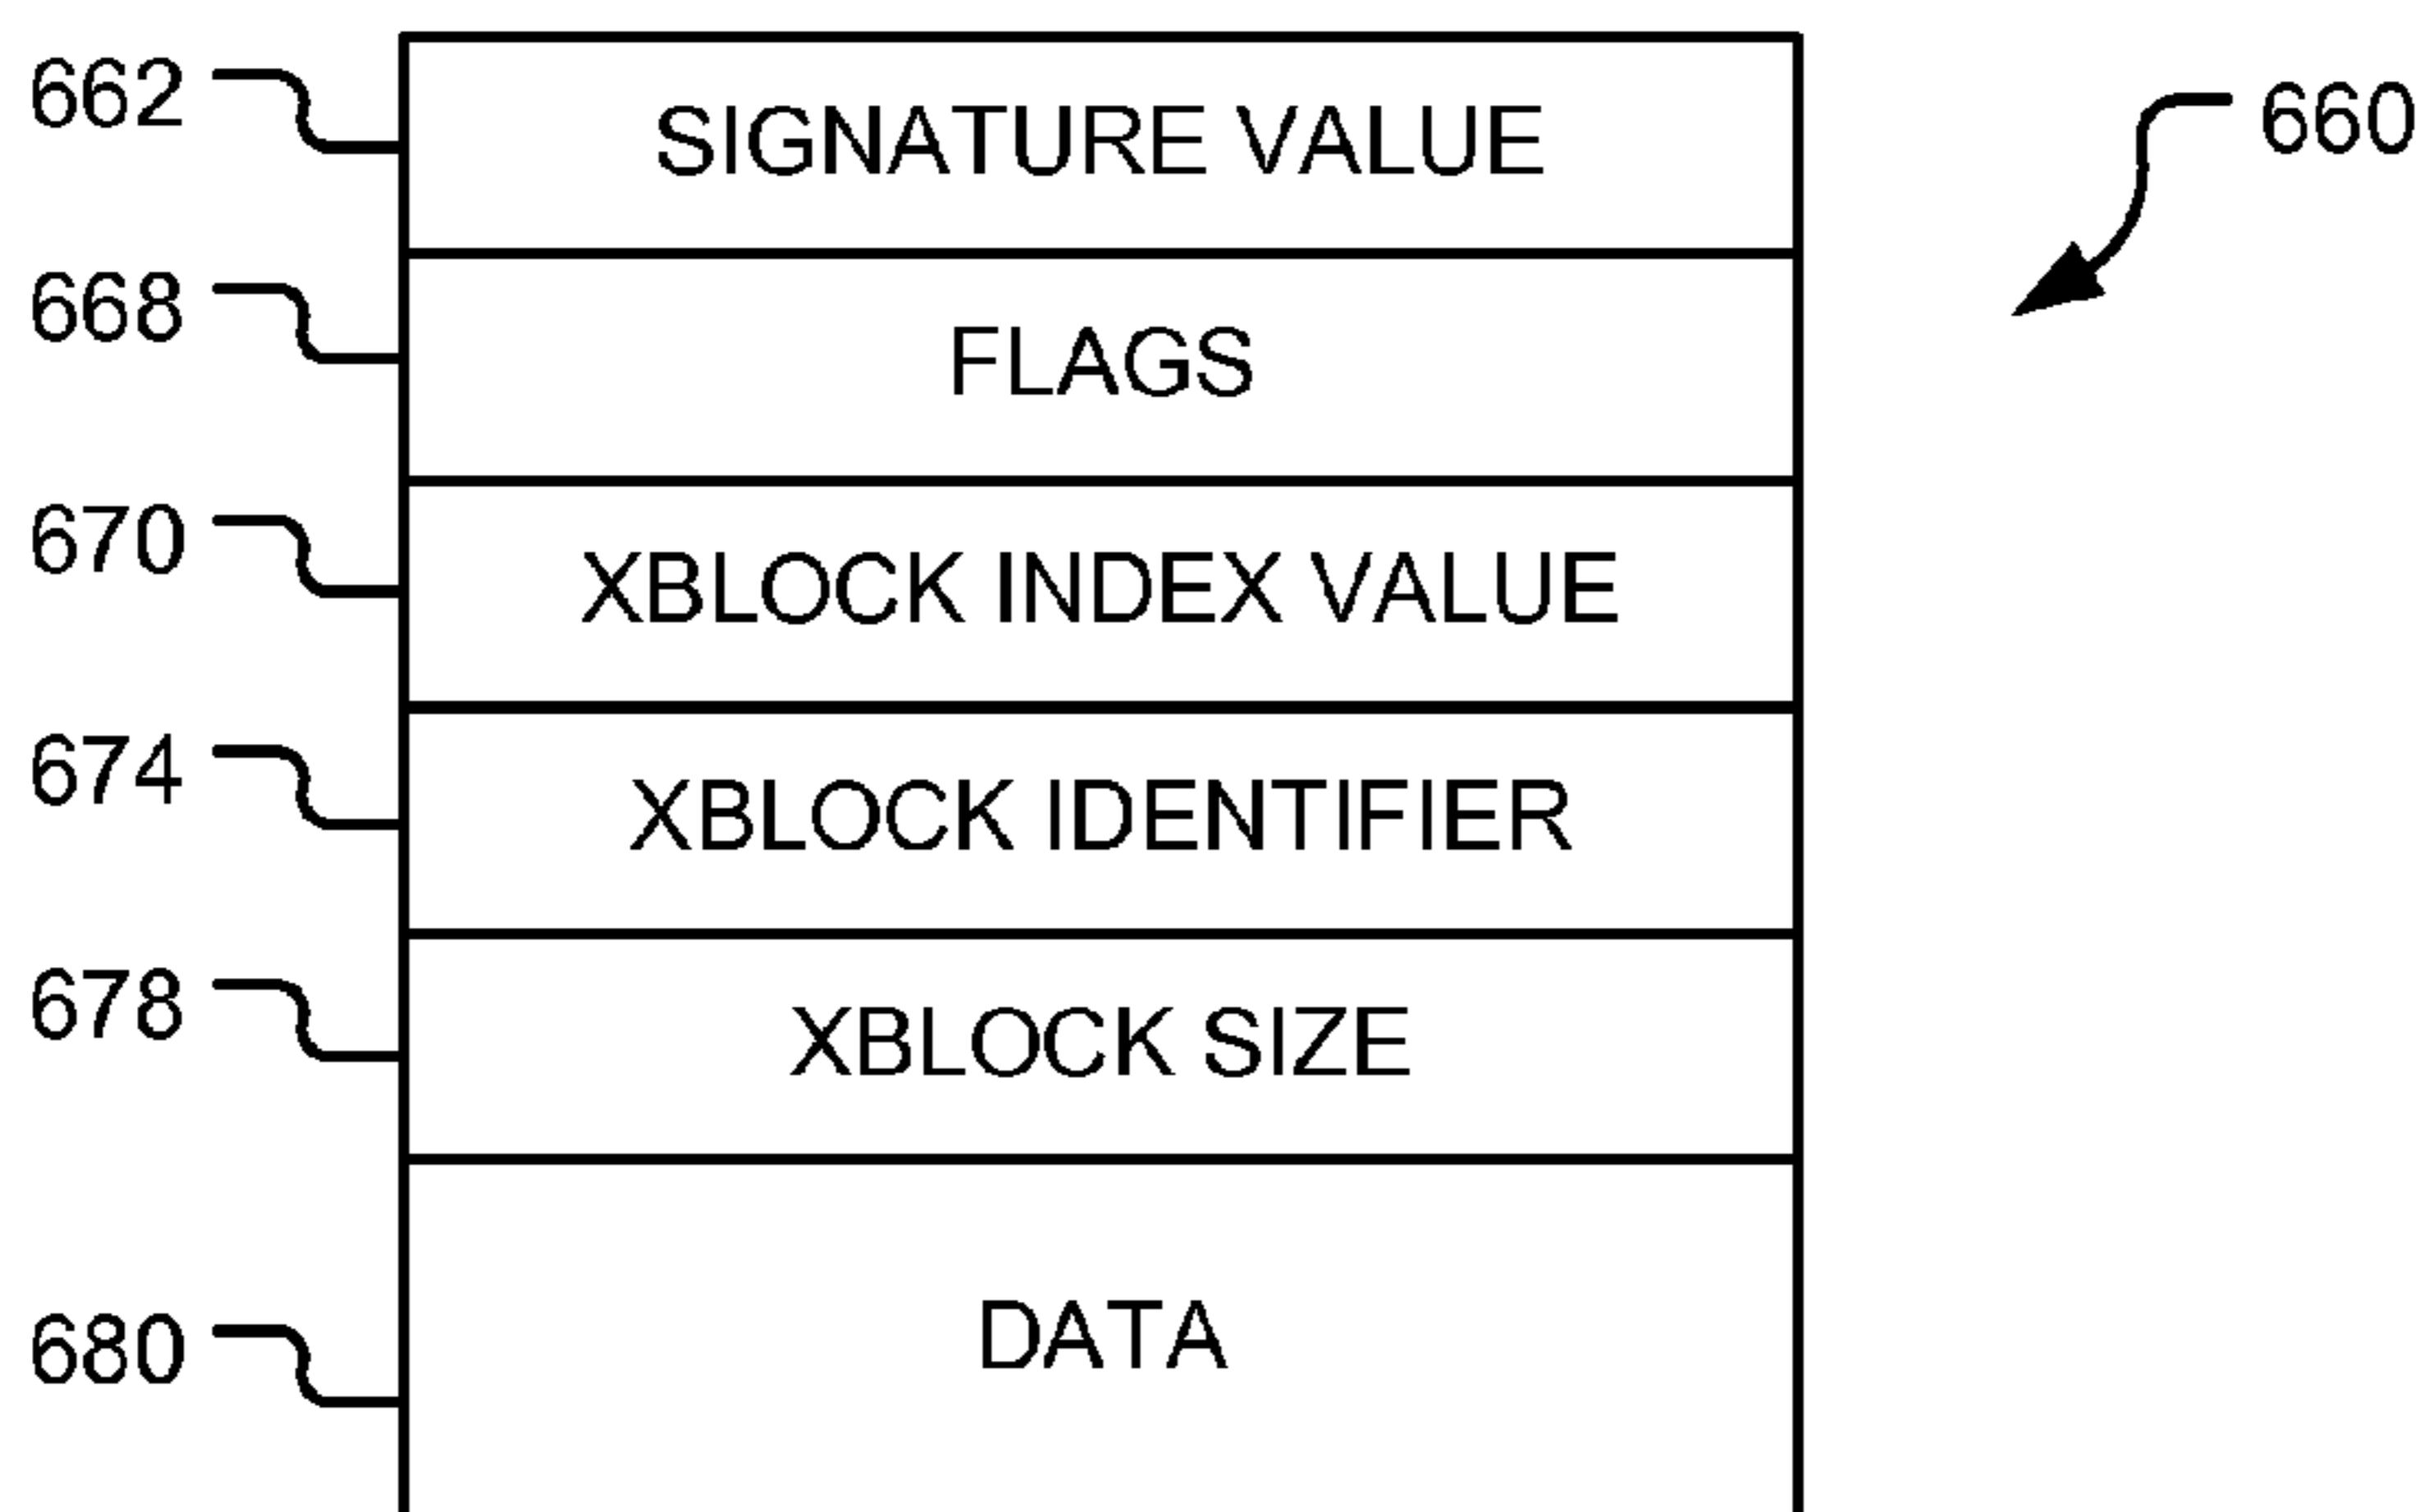 662 SIGNATURE VALUE 660
668 FLAGS
670 XBLOCK INDEX VALUE
674 XBLOCK IDENTIFIER
678 XBLOCK SIZE
680 DATA